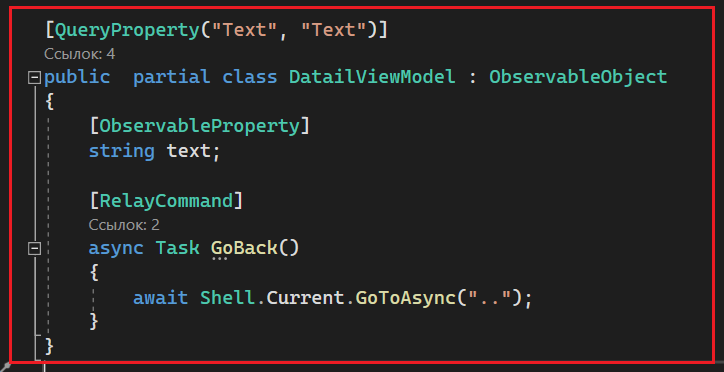 [QueryProperty("Text", "Text")]
Ссылок: 4
public  partial class DatailViewModel : ObservableObject
{
[ObservableProperty]
string text;
[RelayCommand]
Ссылок: 2
async Task GoBack()
{
await Shell.Current.GoToAsync("..");
}
}